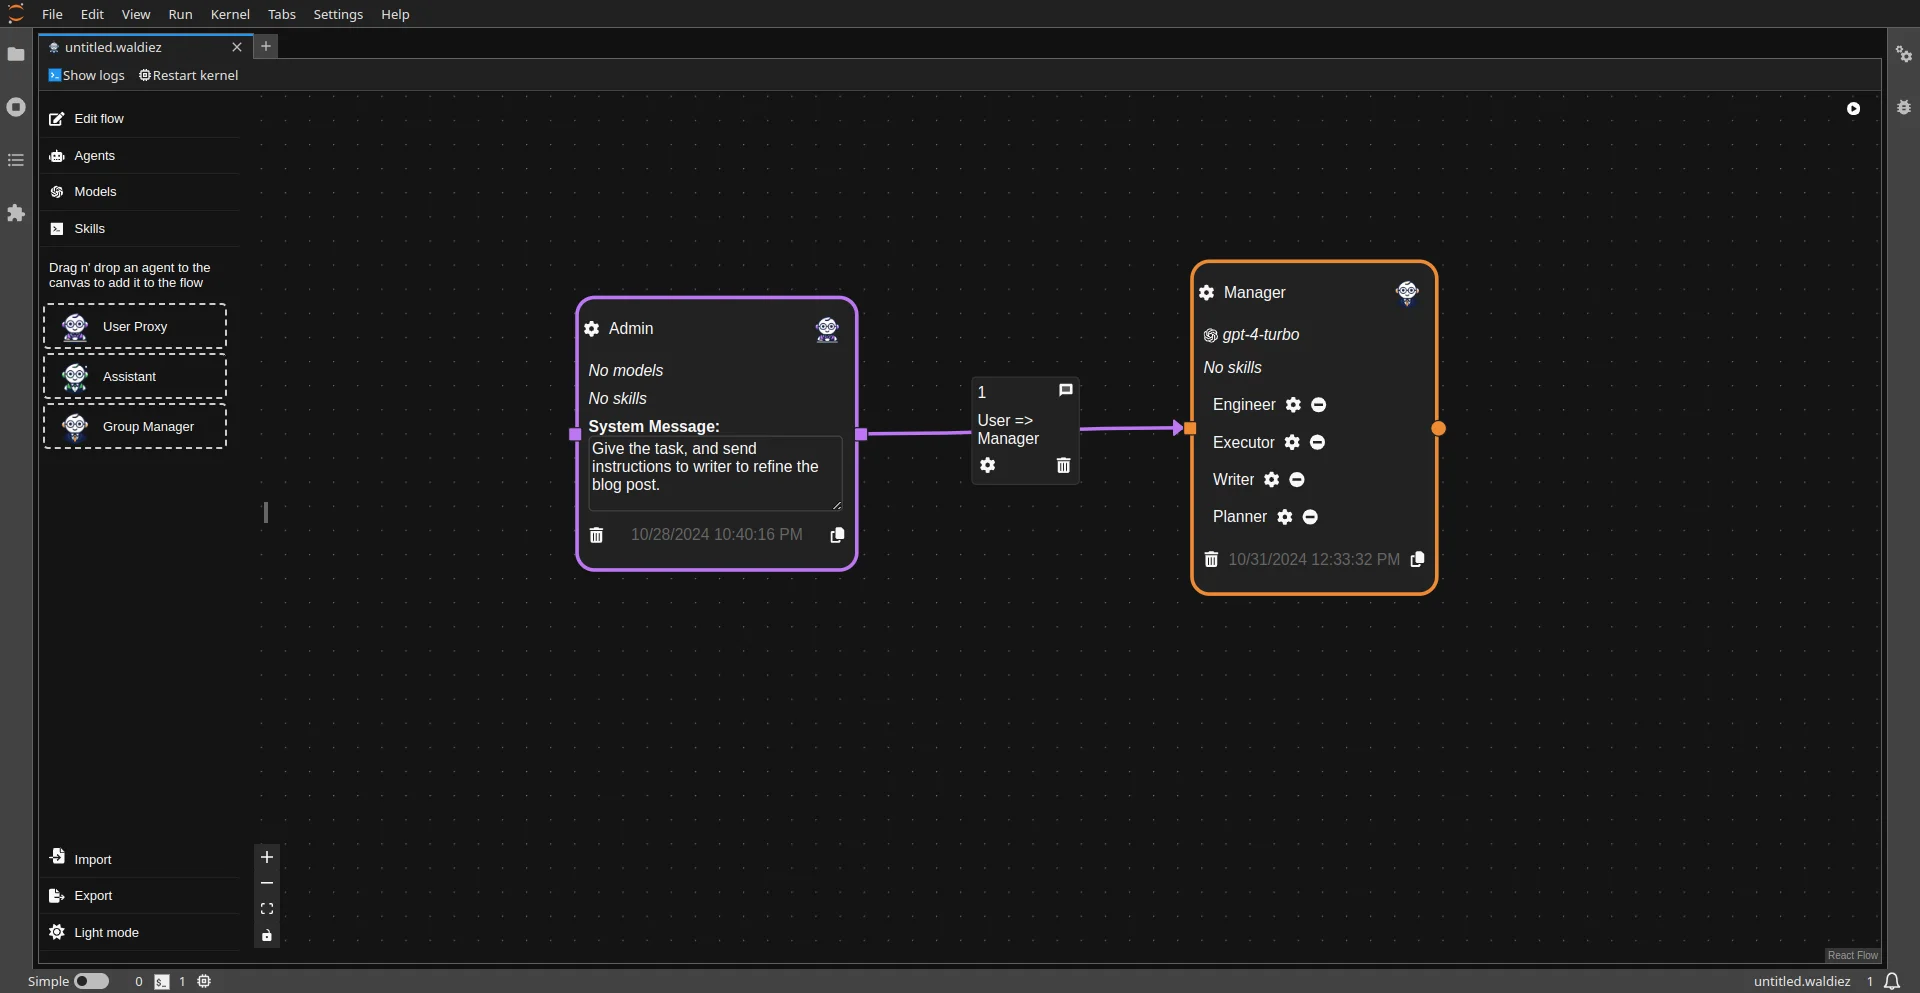 File Edit View Run Kernel Tabs Settings Help
untitled.waldiez
Show logs Restart kernel
Edit flow
Agents
Models
Skills
Drag n' drop an agent to the
canvas to add it to the flow
User Proxy
Assistant
Group Manager
Import
Export
Light mode
Admin
No models
No skills
System Message:
Give the task, and send
instructions to writer to refine the
blog post.
10/28/2024 10:40:16 PM
1
User =>
Manager
Manager
gpt-4-turbo
No skills
Engineer
Executor
Writer
Planner
10/31/2024 12:33:32 PM
React Flow
Simple 0 $_ 1 untitled.waldiez 1